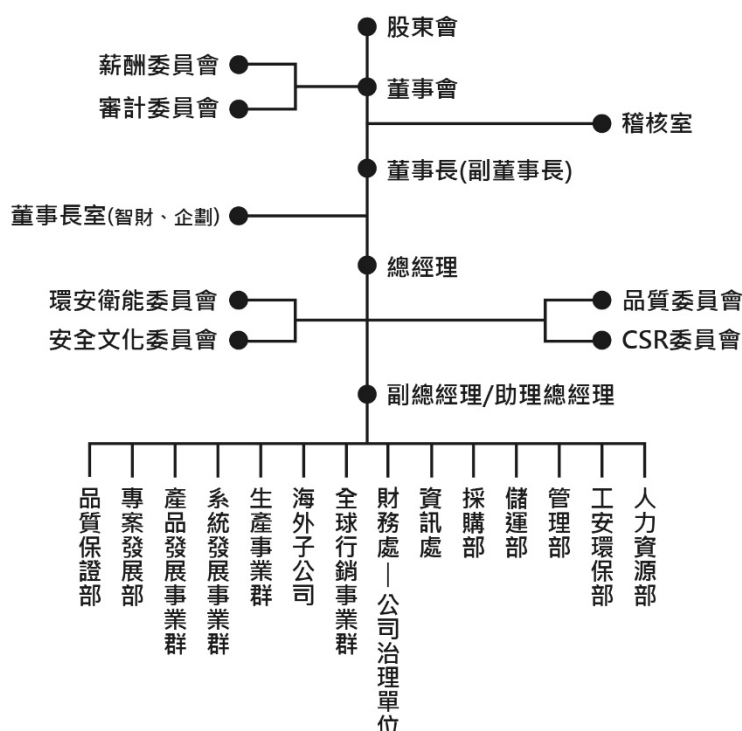 股東會
薪酬委員會
董事會
審計委員會
稽核室
董事長(副董事長)
董事長室(智財、企劃)
總經理
環安衛能委員會
品質委員會
安全文化委員會
CSR委員會
副總經理/助理總經理
品質保證部
專案發展部
產品發展事業群
系統發展事業群
生產事業群
海外子公司
全球行銷事業群
財務處—公司治理單位
資訊處
採購部
儲運部
管理部
工安環保部
人力資源部